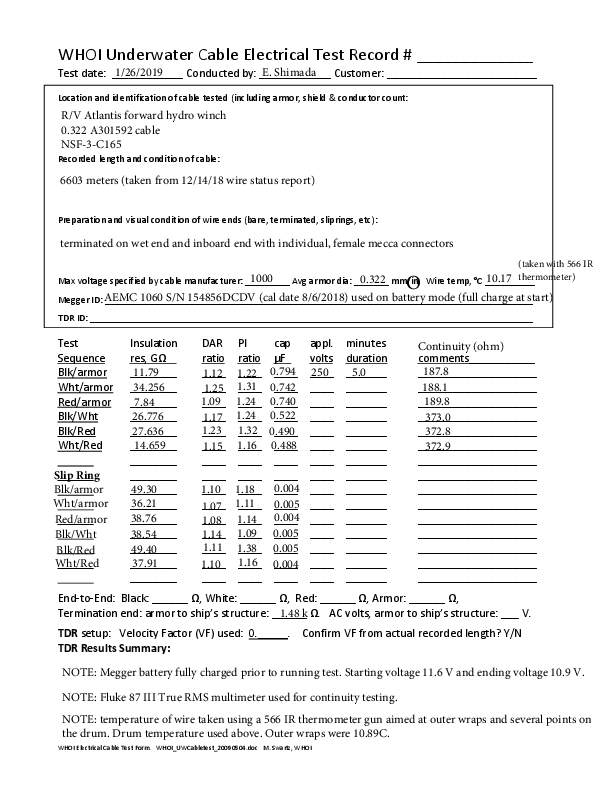 WHOI Underwater Cable Electrical Test Record # ______________
Test date: 1/26/2019 Conducted by: E. Shimada Customer: ______________
Location and identification of cable tested (including armor, shield & conductor count:
R/V Atlantis forward hydro winch
0.322 A301592 cable
NSF-3-C165
Recorded length and condition of cable:
6603 meters (taken from 12/14/18 wire status report)
Preparation and visual condition of wire ends (bare, terminated, sliprings, etc):
terminated on wet end and inboard end with individual, female mecca connectors
(taken with 566 IR
thermometer)
Max voltage specified by cable manufacturer: 1000 Avg armor dia: 0.322 mm/in Wire temp, °C 10.17
Megger ID: AEMC 1060 S/N 154856DCDV (cal date 8/6/2018) used on battery mode (full charge at start)
TDR ID: ______________
Test Insulation DAR PI cap appl. minutes Continuity (ohm)
Sequence res, GΩ ratio ratio µF volts duration comments
Blk/armor 11.79 1.12 1.22 0.794 250 5.0 187.8
Wht/armor 34.256 1.25 1.31 0.742 188.1
Red/armor 7.84 1.09 1.24 0.740 189.8
Blk/Wht 26.776 1.17 1.24 0.522 373.0
Blk/Red 27.636 1.23 1.32 0.490 372.8
Wht/Red 14.659 1.15 1.16 0.488 372.9
Slip Ring
Blk/armor 49.30 1.10 1.18 0.004
Wht/armor 36.21 1.07 1.11 0.005
Red/armor 38.76 1.08 1.14 0.004
Blk/Wht 38.54 1.14 1.09 0.005
Blk/Red 49.40 1.11 1.38 0.005
Wht/Red 37.91 1.10 1.16 0.004
End-to-End: Black: ______ Ω, White: ______ Ω, Red: ______ Ω, Armor: ______ Ω,
Termination end: armor to ship's structure: 1.48 k Ω AC volts, armor to ship's structure: ___ V.
TDR setup: Velocity Factor (VF) used: 0.______. Confirm VF from actual recorded length? Y/N
TDR Results Summary:
NOTE: Megger battery fully charged prior to running test. Starting voltage 11.6 V and ending voltage 10.9 V.
NOTE: Fluke 87 III True RMS multimeter used for continuity testing.
NOTE: temperature of wire taken using a 566 IR thermometer gun aimed at outer wraps and several points on
the drum. Drum temperature used above. Outer wraps were 10.89C.
WHOI Electrical Cable Test Form. WHOI_UWCabletest_20090504.doc M. Swartz, WHOI